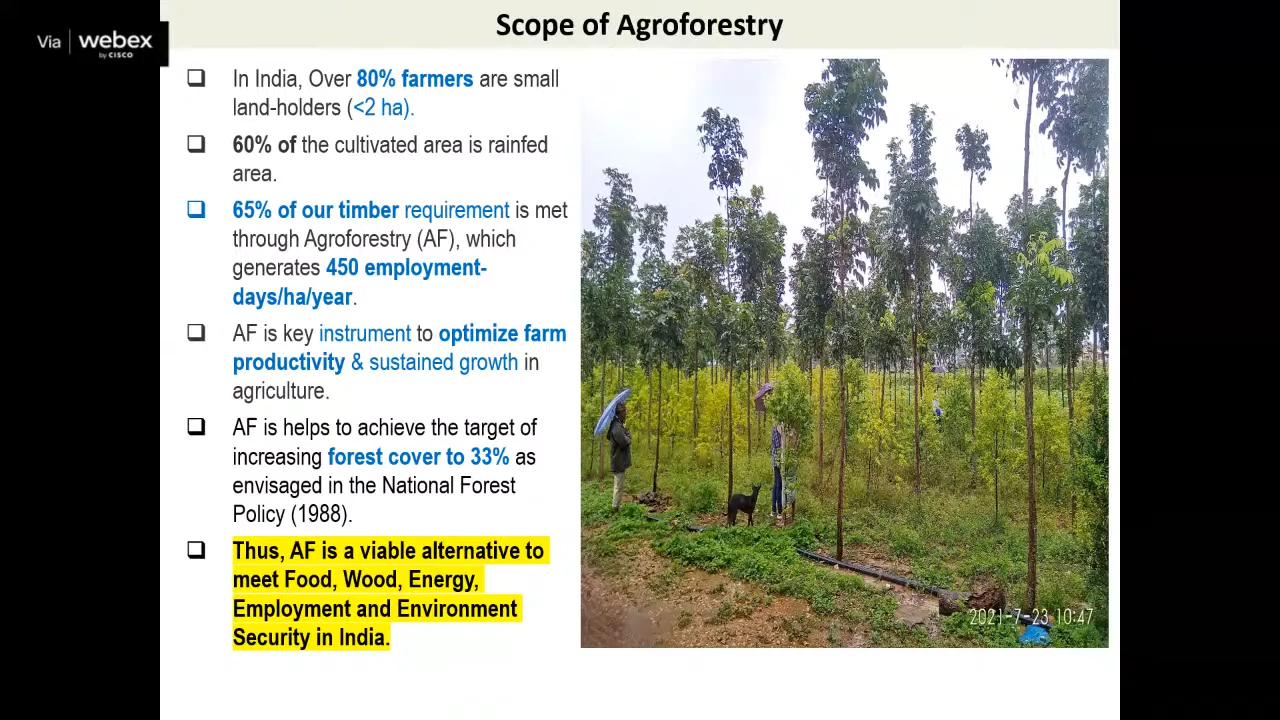 Scope of Agroforestry
Via webex
by CISCO
❑ In India, Over 80% farmers are small
land-holders (<2 ha).
❑ 60% of the cultivated area is rainfed
area.
❑ 65% of our timber requirement is met
through Agroforestry (AF), which
generates 450 employment-
days/ha/year.
❑ AF is key instrument to optimize farm
productivity & sustained growth in
agriculture.
❑ AF is helps to achieve the target of
increasing forest cover to 33% as
envisaged in the National Forest
Policy (1988).
❑ Thus, AF is a viable alternative to
meet Food, Wood, Energy,
Employment and Environment
Security in India.
2021-7-23 10:47